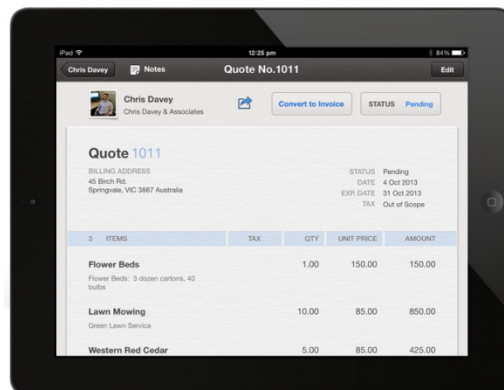 iPad 12:25 pm 84%
Chris Davey Notes Quote No.1011 Edit
Chris Davey
Chris Davey & Associates
Convert to Invoice STATUS Pending
Quote 1011
BILLING ADDRESS
45 Birch Rd.
Springvale, VIC 3887 Australia
STATUS Pending
DATE 4 Oct 2013
EXP. DATE 31 Oct 2013
TAX Out of Scope
3 ITEMS TAX QTY UNIT PRICE AMOUNT
Flower Beds 1.00 150.00 150.00
Flower Beds: 3 dozen cartons, 40
bulbs
Lawn Mowing 10.00 85.00 850.00
Green Lawn Service
Western Red Cedar 5.00 85.00 425.00